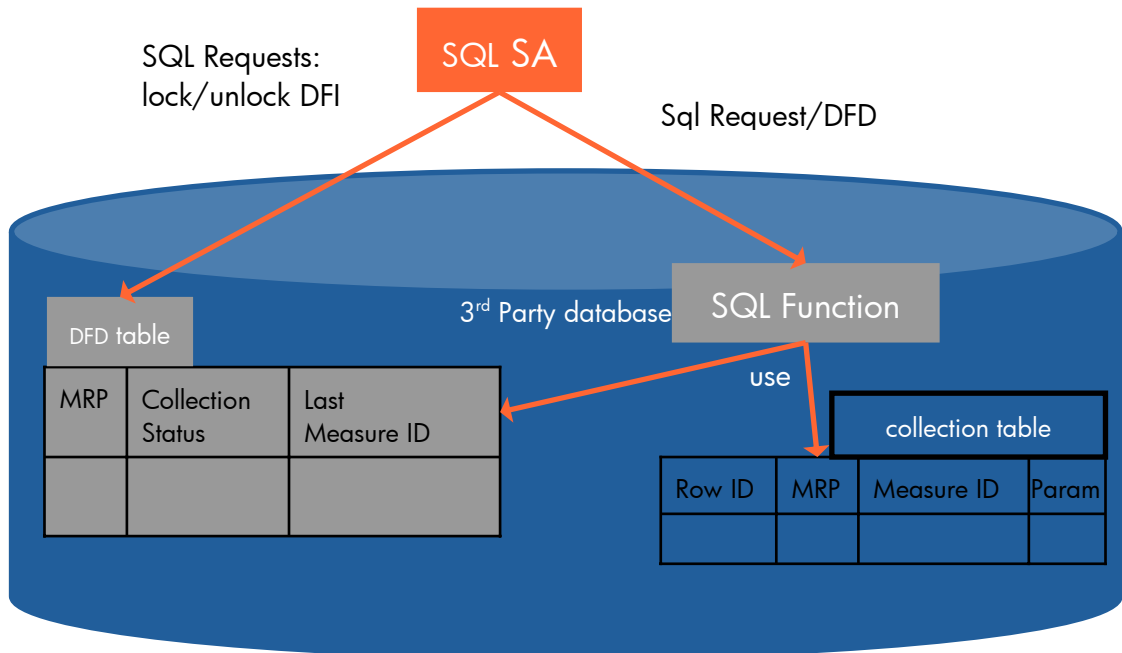 SQL Requests:
lock/unlock DFI
SQL SA
Sql Request/DFD
3rd Party database
SQL Function
DFD table
use
MRP
Collection
Status
Last
Measure ID
collection table
Row ID
MRP
Measure ID
Param